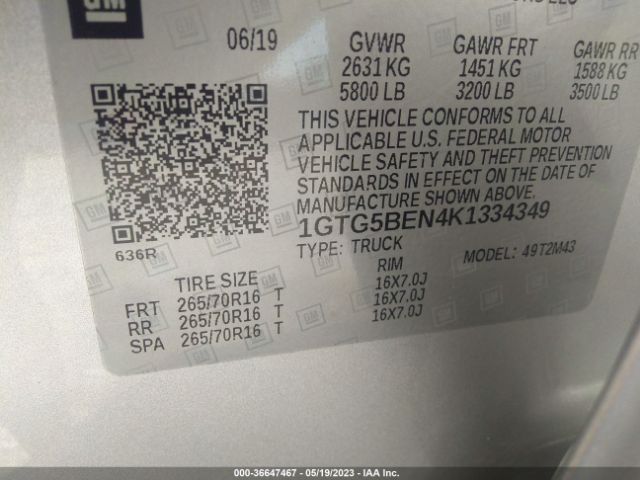 GM
06/19 GVWR GAWR FRT GAWR RR
2631 KG 1451 KG 1588 KG
5800 LB 3200 LB 3500 LB
THIS VEHICLE CONFORMS TO ALL
APPLICABLE U.S. FEDERAL MOTOR
VEHICLE SAFETY AND THEFT PREVENTION
STANDARDS IN EFFECT ON THE DATE OF
MANUFACTURE SHOWN ABOVE.
1GTG5BEN4K1334349
TYPE: TRUCK MODEL: 49T2M43
636R
TIRE SIZE RIM
FRT 265/70R16 T 16X7.0J
RR 265/70R16 T 16X7.0J
SPA 265/70R16 T 16X7.0J
000-36647467 - 05/19/2023 - IAA Inc.